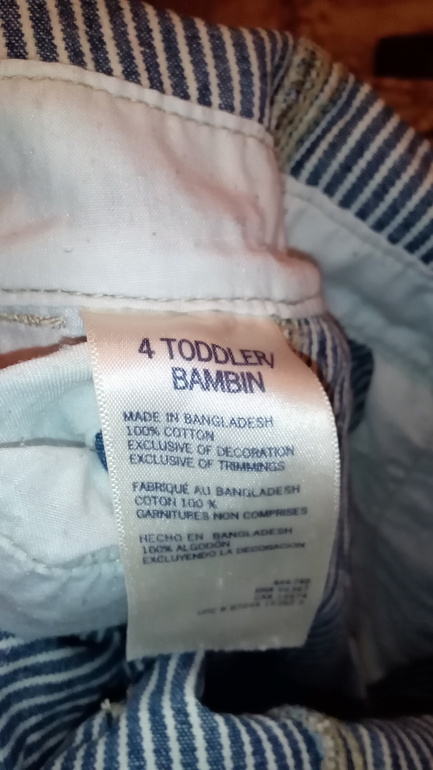 4 TODDLER/
BAMBIN
MADE IN BANGLADESH
100% COTTON
EXCLUSIVE OF DECORATION
EXCLUSIVE OF TRIMMINGS
FABRIQUÉ AU BANGLADESH
COTON 100 %
GARNITURES NON COMPRISES
HECHO EN BANGLADESH
100% ALGODÓN
EXCLUYENDO LA DECORACION